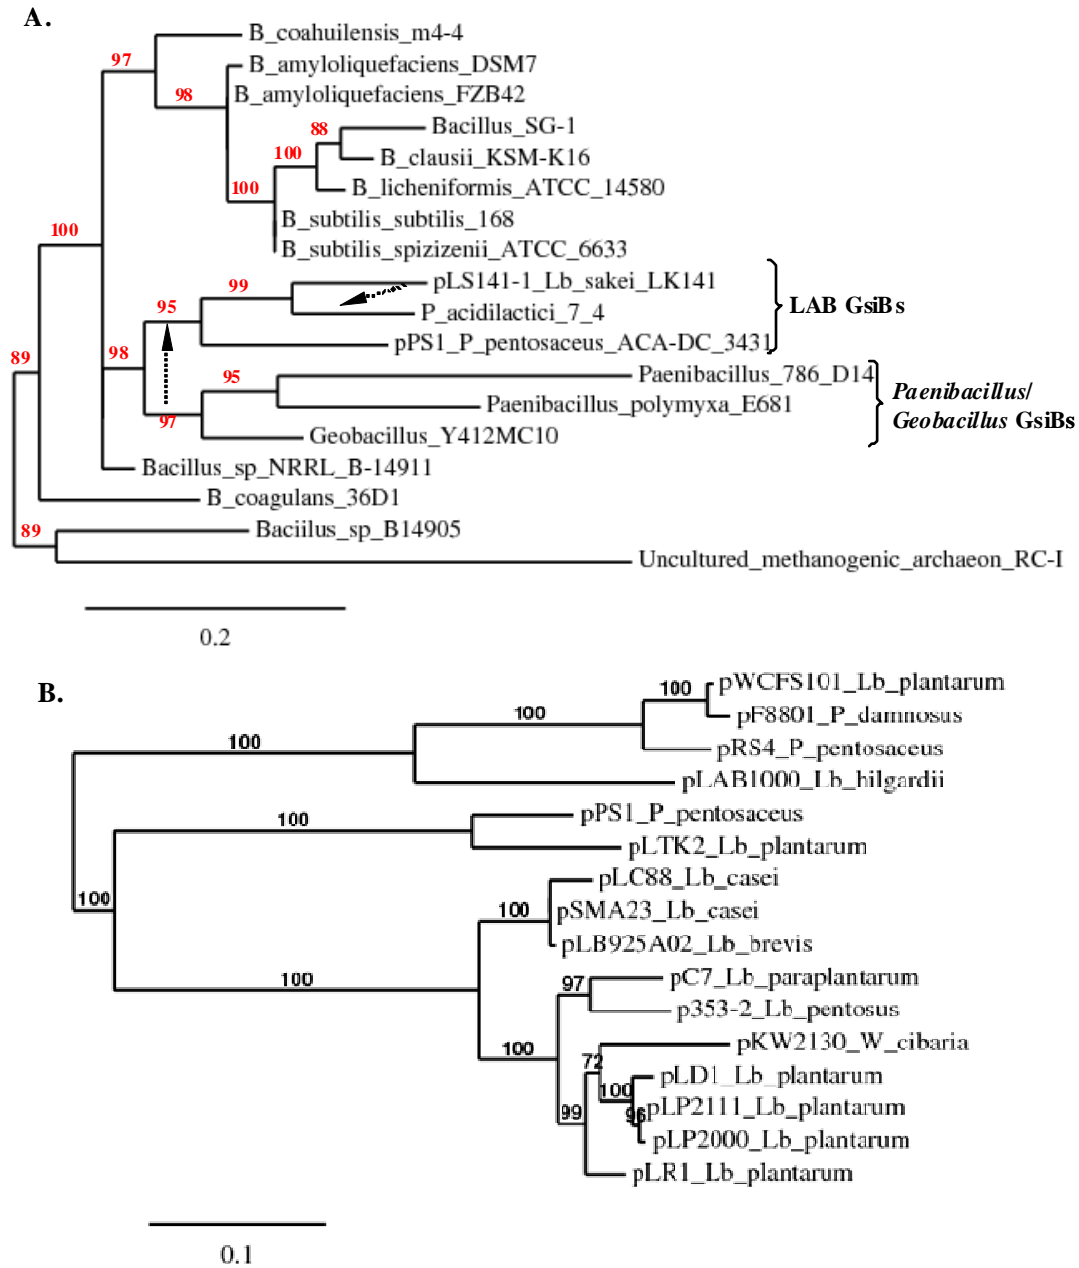 A.
B_coahuilensis_m4-4
97
B_amyloliquefaciens_DSM7
98
B_amyloliquefaciens_FZB42
88
Bacillus_SG-1
100
B_clausii_KSM-K16
100
B_licheniformis_ATCC_14580
B_subtilis_subtilis_168
100
B_subtilis_spizizenii_ATCC_6633
99
pLS141-1_Lb_sakei_LK141
95
P_acidilactici_7_4
LAB GsiBs
pPS1_P_pentosaceus_ACA-DC_3431
89
98
95
Paenibacillus_786_D14
Paenibacillus/
Paenibacillus_polymyxa_E681
Geobacillus GsiBs
97
Geobacillus_Y412MC10
Bacillus_sp_NRRL_B-14911
B_coagulans_36D1
89
Baciilus_sp_B14905
Uncultured_methanogenic_archaeon_RC-I
0.2
B.
100
pWCFS101_Lb_plantarum
100
pF8801_P_damnosus
100
pRS4_P_pentosaceus
pLAB1000_Lb_hilgardii
100
pPS1_P_pentosaceus
pLTK2_Lb_plantarum
100
pLC88_Lb_casei
100
pSMA23_Lb_casei
pLB925A02_Lb_brevis
100
97
pC7_Lb_paraplantarum
p353-2_Lb_pentosus
100
pKW2130_W_cibaria
72
pLD1_Lb_plantarum
100
99
96
pLP2111_Lb_plantarum
pLP2000_Lb_plantarum
pLR1_Lb_plantarum
0.1